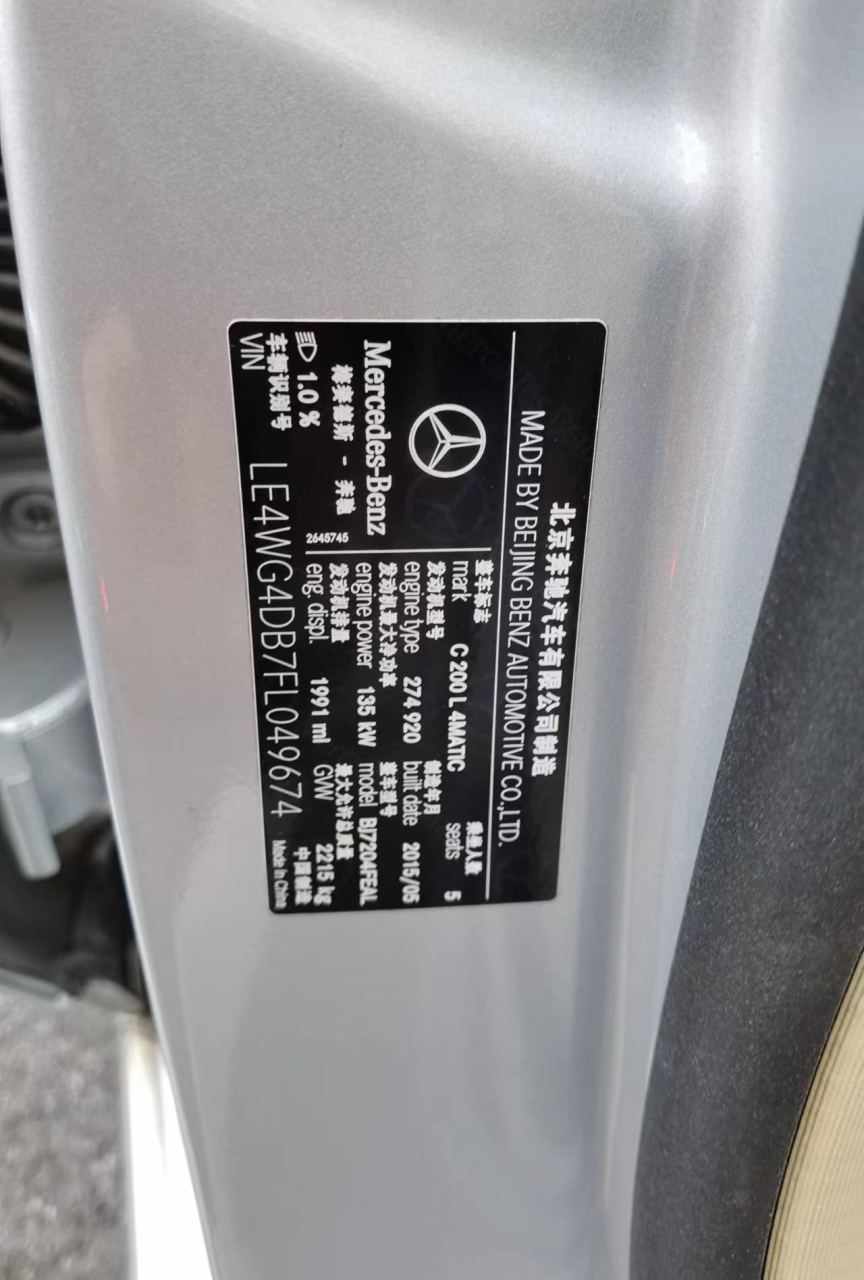 北京奔驰汽车有限公司制造
MADE BY BEIJING BENZ AUTOMOTIVE CO.,LTD.
Mercedes-Benz
梅赛德斯 - 奔驰
2645745
整车标志
mark C 200 L 4MATIC
乘坐人数
seats 5
发动机型号
engine type 274 920
制造年月
built date 2015/05
发动机最大净功率
engine power 135 kW
整车型号
model BJ7204FEAL
发动机排量
eng. displ. 1991 ml
最大允许总质量
GVW 2215 kg
1.0 %
车辆识别号
VIN LE4WG4DB7FL049674
中国制造
Made In China